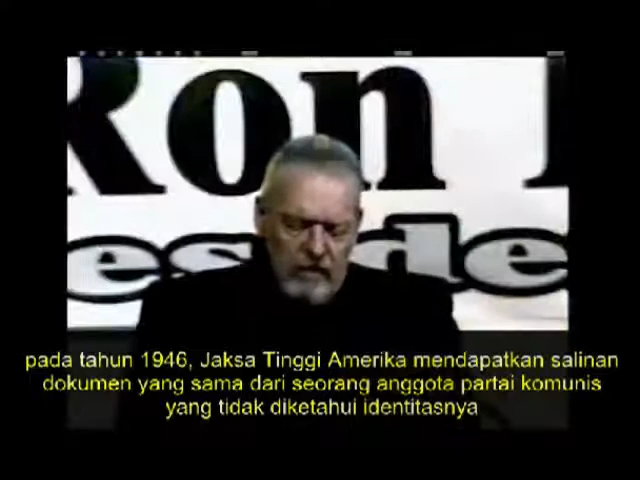 Ron
eside
pada tahun 1946, Jaksa Tinggi Amerika mendapatkan salinan
dokumen yang sama dari seorang anggota partai komunis
yang tidak diketahui identitasnya